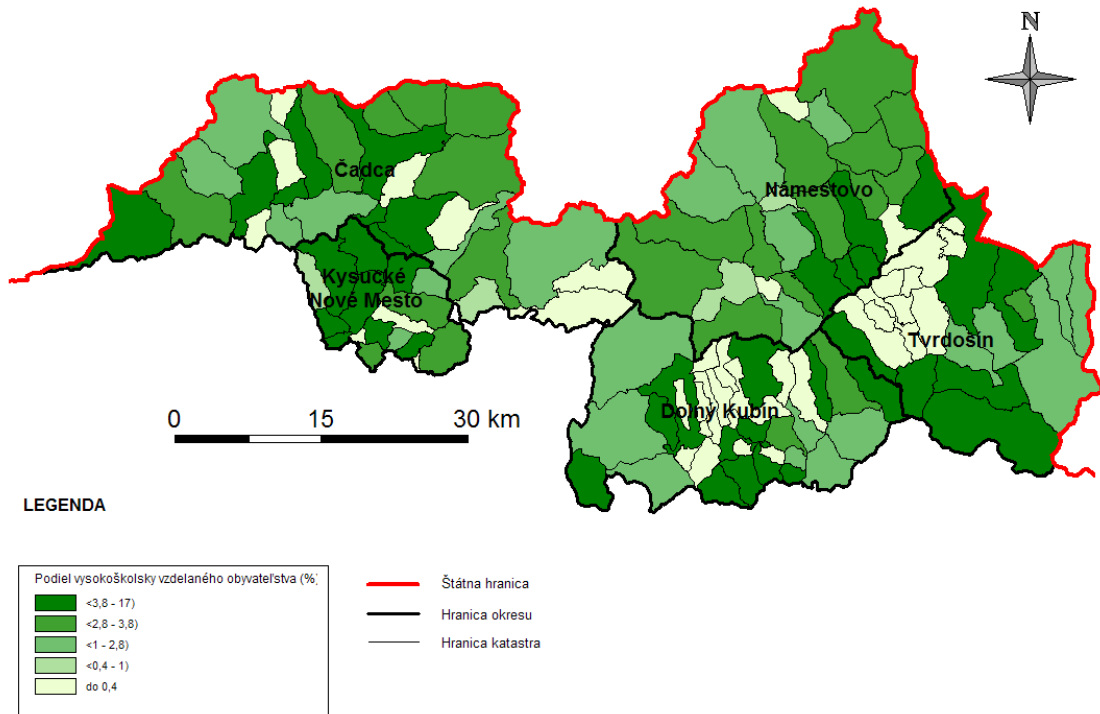 N
Čadca
Námestovo
Kysucké
Nové Mesto
Tvrdošín
Dolný Kubín
0 15 30 km
LEGENDA
Podiel vysokoškolsky vzdelaného obyvateľstva (%)
<3,8 - 17)
<2,8 - 3,8)
<1 - 2,8)
<0,4 - 1)
do 0,4
Štátna hranica
Hranica okresu
Hranica katastra